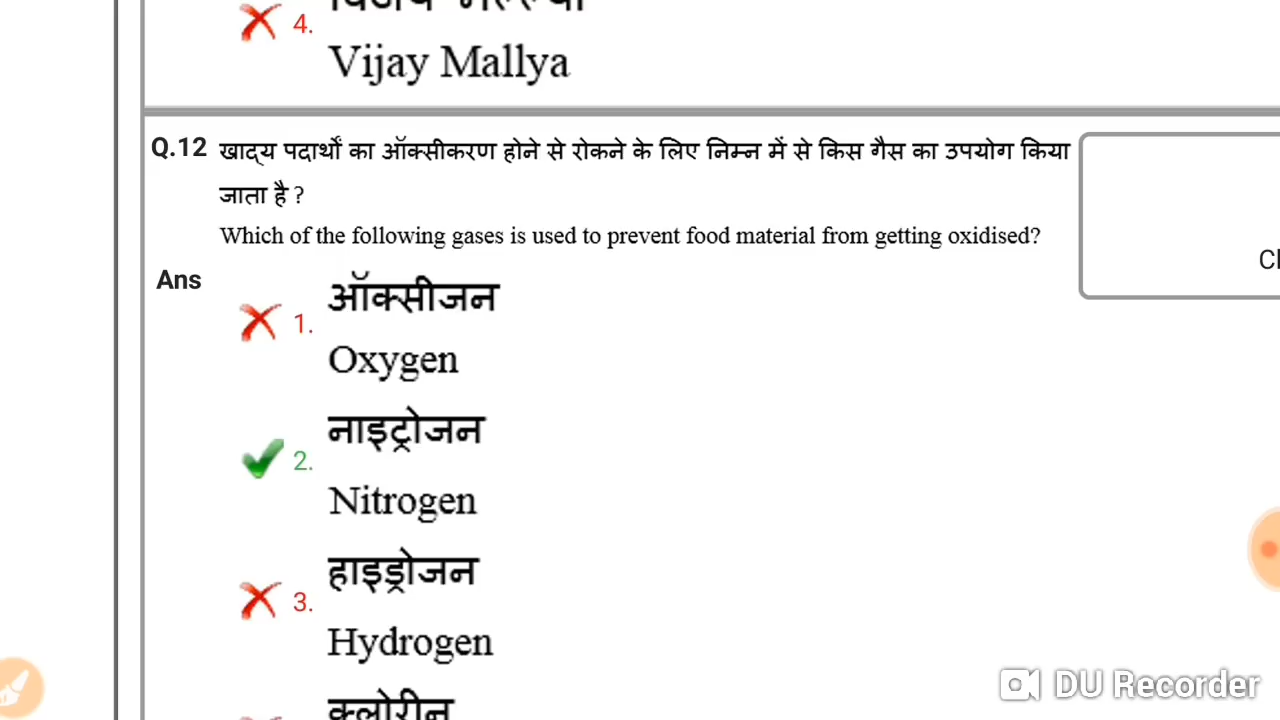 4.
Vijay Mallya
Q.12 खाद्य पदार्थों का ऑक्सीकरण होने से रोकने के लिए निम्न में से किस गैस का उपयोग किया
जाता है ?
Which of the following gases is used to prevent food material from getting oxidised?
Ans
ऑक्सीजन
1.
Oxygen
नाइट्रोजन
2.
Nitrogen
हाइड्रोजन
3.
Hydrogen
क्लोरीन
DU Recorder